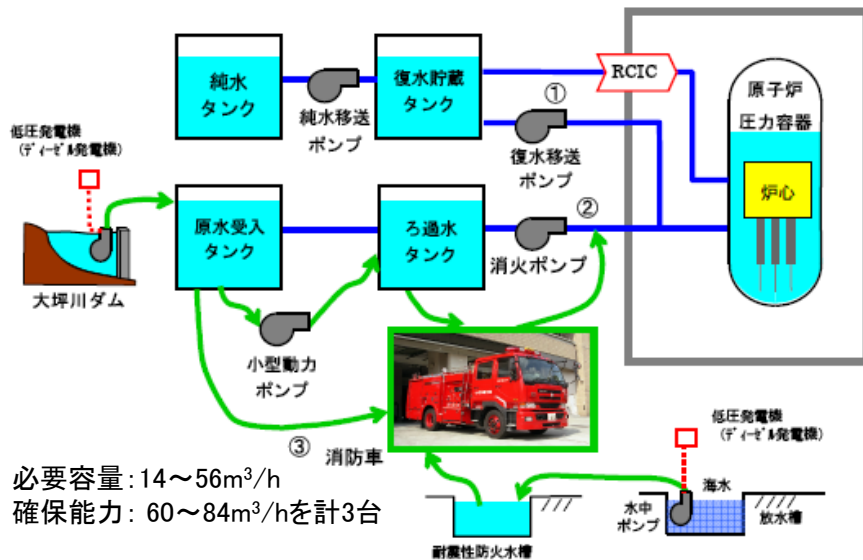 純水
タンク
純水移送
ポンプ
復水貯蔵
タンク
①
復水移送
ポンプ
RCIC
原子炉
圧力容器
炉心
低圧発電機
(ディーゼル発電機)
大坪川ダム
原水受入
タンク
小型動力
ポンプ
ろ過水
タンク
②
消火ポンプ
③
消防車
必要容量：14～56m³/h
確保能力： 60～84m³/hを計3台
耐震性防火水槽
低圧発電機
(ディーゼル発電機)
海水
水中
ポンプ
放水槽